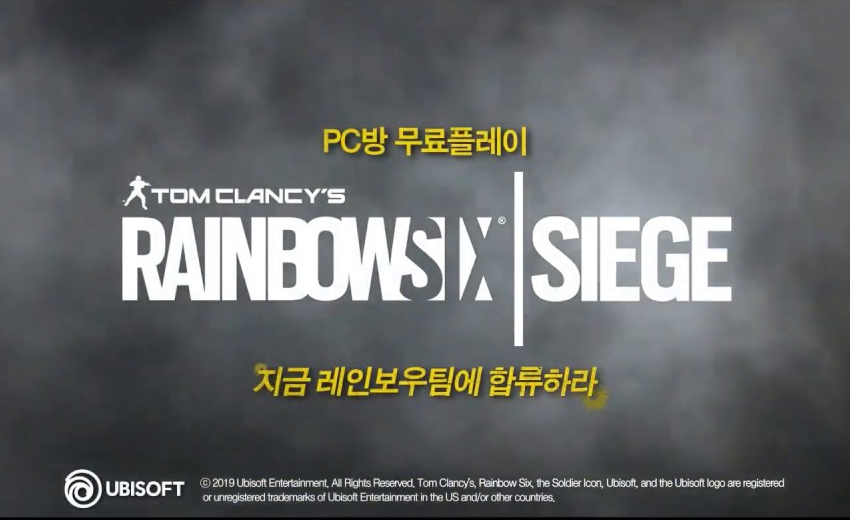 PC방 무료플레이
TOM CLANCY'S
RAINBOW SIX® | SIEGE
지금 레인보우팀에 합류하라
UBISOFT
© 2019 Ubisoft Entertainment. All Rights Reserved. Tom Clancy's, Rainbow Six, the Soldier Icon, Ubisoft, and the Ubisoft logo are registered
or unregistered trademarks of Ubisoft Entertainment in the US and/or other countries.